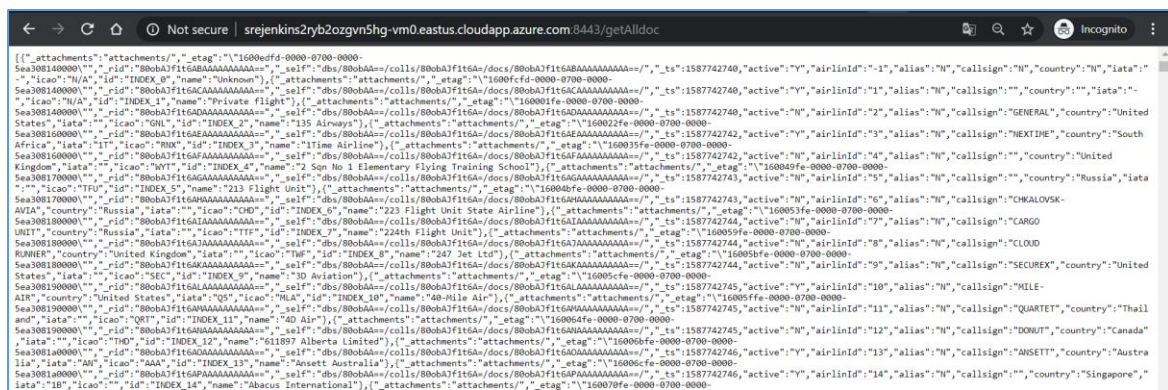 Not secure | srejenkins2ryb2ozgvn5hg-vm0.eastus.cloudapp.azure.com:8443/getAlldoc
Incognito
[{"_attachments":"attachments/","_etag":"\"1600edfd-0000-0700-0000-
5ea308140000\"","_rid":"80obAJf1t6ABAAAAAAAAAA==","_self":"dbs/80obAA==/colls/80obAJf1t6A=/docs/80obAJf1t6ABAAAAAAAAAA==/","_ts":1587742740,"active":"Y","airlinId":"-1","alias":"N","callsign":"N","country":"N","iata":"
-","icao":"N/A","id":"INDEX_0","name":"Unknown"},{"_attachments":"attachments/","_etag":"\"1600fcfd-0000-0700-0000-
5ea308140000\"","_rid":"80obAJf1t6ACAAAAAAAAAA==","_self":"dbs/80obAA==/colls/80obAJf1t6A=/docs/80obAJf1t6ACAAAAAAAAAA==/","_ts":1587742740,"active":"Y","airlinId":"1","alias":"N","callsign":"","country":"","iata":"-
","icao":"N/A","id":"INDEX_1","name":"Private flight"},{"_attachments":"attachments/","_etag":"\"160001fe-0000-0700-0000-
5ea308140000\"","_rid":"80obAJf1t6ADAAAAAAAAAA==","_self":"dbs/80obAA==/colls/80obAJf1t6A=/docs/80obAJf1t6ADAAAAAAAAAA==/","_ts":1587742740,"active":"N","airlinId":"2","alias":"N","callsign":"GENERAL","country":"United
States","iata":"","icao":"GNL","id":"INDEX_2","name":"135 Airways"},{"_attachments":"attachments/","_etag":"\"160022fe-0000-0700-0000-
5ea308160000\"","_rid":"80obAJf1t6AEAAAAAAAAAA==","_self":"dbs/80obAA==/colls/80obAJf1t6A=/docs/80obAJf1t6AEAAAAAAAAAA==/","_ts":1587742742,"active":"Y","airlinId":"3","alias":"N","callsign":"NEXTIME","country":"South
Africa","iata":"1T","icao":"RNX","id":"INDEX_3","name":"1Time Airline"},{"_attachments":"attachments/","_etag":"\"160035fe-0000-0700-0000-
5ea308160000\"","_rid":"80obAJf1t6AFAAAAAAAAAA==","_self":"dbs/80obAA==/colls/80obAJf1t6A=/docs/80obAJf1t6AFAAAAAAAAAA==/","_ts":1587742742,"active":"N","airlinId":"4","alias":"N","callsign":"","country":"United
Kingdom","iata":"","icao":"WYT","id":"INDEX_4","name":"2 Sqn No 1 Elementary Flying Training School"},{"_attachments":"attachments/","_etag":"\"160049fe-0000-0700-0000-
5ea308170000\"","_rid":"80obAJf1t6AGAAAAAAAAAA==","_self":"dbs/80obAA==/colls/80obAJf1t6A=/docs/80obAJf1t6AGAAAAAAAAAA==/","_ts":1587742743,"active":"N","airlinId":"5","alias":"N","callsign":"","country":"Russia","iata
":"","icao":"TFU","id":"INDEX_5","name":"213 Flight Unit"},{"_attachments":"attachments/","_etag":"\"16004bfe-0000-0700-0000-
5ea308170000\"","_rid":"80obAJf1t6AHAAAAAAAAAA==","_self":"dbs/80obAA==/colls/80obAJf1t6A=/docs/80obAJf1t6AHAAAAAAAAAA==/","_ts":1587742743,"active":"N","airlinId":"6","alias":"N","callsign":"CHKALOVSK-
AVIA","country":"Russia","iata":"","icao":"CHD","id":"INDEX_6","name":"223 Flight Unit State Airline"},{"_attachments":"attachments/","_etag":"\"160053fe-0000-0700-0000-
5ea308180000\"","_rid":"80obAJf1t6AIAAAAAAAAAA==","_self":"dbs/80obAA==/colls/80obAJf1t6A=/docs/80obAJf1t6AIAAAAAAAAAA==/","_ts":1587742744,"active":"N","airlinId":"7","alias":"N","callsign":"CARGO
UNIT","country":"Russia","iata":"","icao":"TTF","id":"INDEX_7","name":"224th Flight Unit"},{"_attachments":"attachments/","_etag":"\"160059fe-0000-0700-0000-
5ea308180000\"","_rid":"80obAJf1t6AJAAAAAAAAAA==","_self":"dbs/80obAA==/colls/80obAJf1t6A=/docs/80obAJf1t6AJAAAAAAAAAA==/","_ts":1587742744,"active":"N","airlinId":"8","alias":"N","callsign":"CLOUD
RUNNER","country":"United Kingdom","iata":"","icao":"TWF","id":"INDEX_8","name":"247 Jet Ltd"},{"_attachments":"attachments/","_etag":"\"16005bfe-0000-0700-0000-
5ea308180000\"","_rid":"80obAJf1t6AKAAAAAAAAAA==","_self":"dbs/80obAA==/colls/80obAJf1t6A=/docs/80obAJf1t6AKAAAAAAAAAA==/","_ts":1587742744,"active":"N","airlinId":"9","alias":"N","callsign":"SECUREX","country":"United
States","iata":"","icao":"SEC","id":"INDEX_9","name":"3D Aviation"},{"_attachments":"attachments/","_etag":"\"16005cfe-0000-0700-0000-
5ea308190000\"","_rid":"80obAJf1t6ALAAAAAAAAAA==","_self":"dbs/80obAA==/colls/80obAJf1t6A=/docs/80obAJf1t6ALAAAAAAAAAA==/","_ts":1587742745,"active":"Y","airlinId":"10","alias":"N","callsign":"MILE-
AIR","country":"United States","iata":"Q5","icao":"MLA","id":"INDEX_10","name":"40-Mile Air"},{"_attachments":"attachments/","_etag":"\"16005ffe-0000-0700-0000-
5ea308190000\"","_rid":"80obAJf1t6AMAAAAAAAAAA==","_self":"dbs/80obAA==/colls/80obAJf1t6A=/docs/80obAJf1t6AMAAAAAAAAAA==/","_ts":1587742745,"active":"N","airlinId":"11","alias":"N","callsign":"QUARTET","country":"Thail
and","iata":"","icao":"QRT","id":"INDEX_11","name":"4D Air"},{"_attachments":"attachments/","_etag":"\"160064fe-0000-0700-0000-
5ea308190000\"","_rid":"80obAJf1t6ANAAAAAAAAAA==","_self":"dbs/80obAA==/colls/80obAJf1t6A=/docs/80obAJf1t6ANAAAAAAAAAA==/","_ts":1587742745,"active":"N","airlinId":"12","alias":"N","callsign":"DONUT","country":"Canada"
,"iata":"","icao":"THD","id":"INDEX_12","name":"611897 Alberta Limited"},{"_attachments":"attachments/","_etag":"\"16006bfe-0000-0700-0000-
5ea3081a0000\"","_rid":"80obAJf1t6AOAAAAAAAAAA==","_self":"dbs/80obAA==/colls/80obAJf1t6A=/docs/80obAJf1t6AOAAAAAAAAAA==/","_ts":1587742746,"active":"Y","airlinId":"13","alias":"N","callsign":"ANSETT","country":"Austra
lia","iata":"AN","icao":"AAA","id":"INDEX_13","name":"Ansett Australia"},{"_attachments":"attachments/","_etag":"\"16006cfe-0000-0700-0000-
5ea3081a0000\"","_rid":"80obAJf1t6APAAAAAAAAAA==","_self":"dbs/80obAA==/colls/80obAJf1t6A=/docs/80obAJf1t6APAAAAAAAAAA==/","_ts":1587742746,"active":"Y","airlinId":"14","alias":"N","callsign":"","country":"Singapore","
iata":"1B","icao":"","id":"INDEX_14","name":"Abacus International"},{"_attachments":"attachments/","_etag":"\"160070fe-0000-0700-0000-